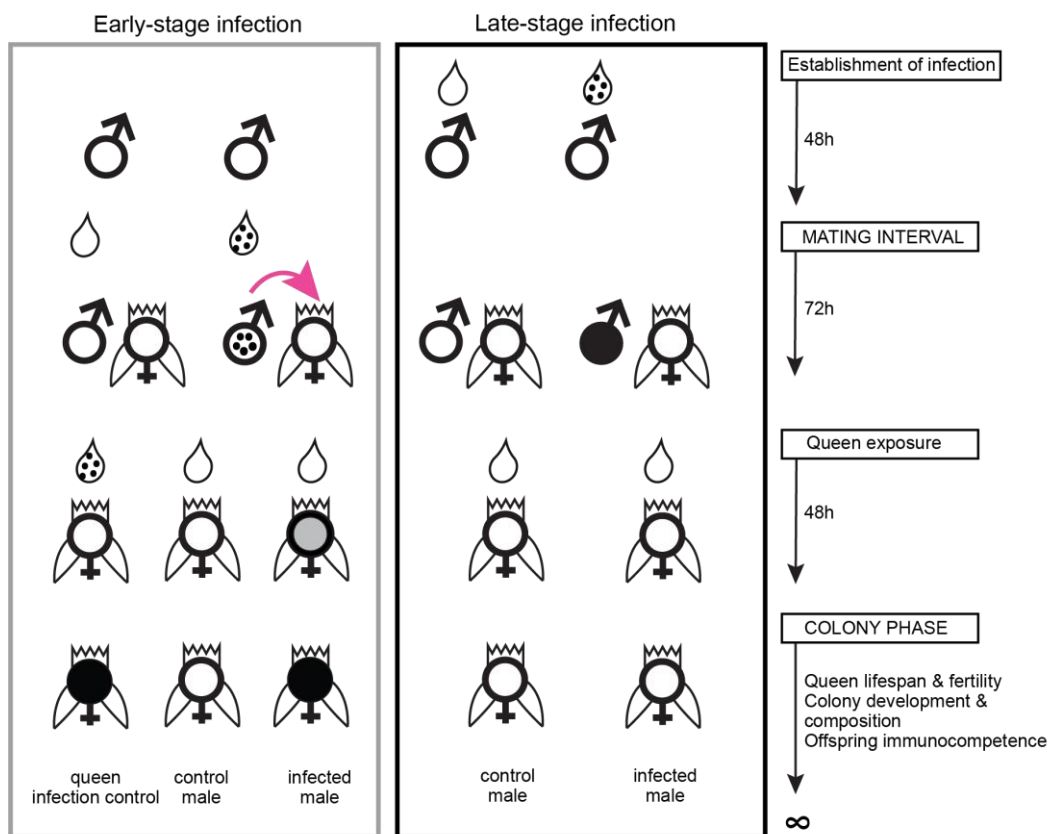 Early-stage infection
Late-stage infection
Establishment of infection
48h
MATING INTERVAL
72h
Queen exposure
48h
COLONY PHASE
Queen lifespan & fertility
Colony development &
composition
Offspring immunocompetence
queen
infection control
control
male
infected
male
control
male
infected
male
∞